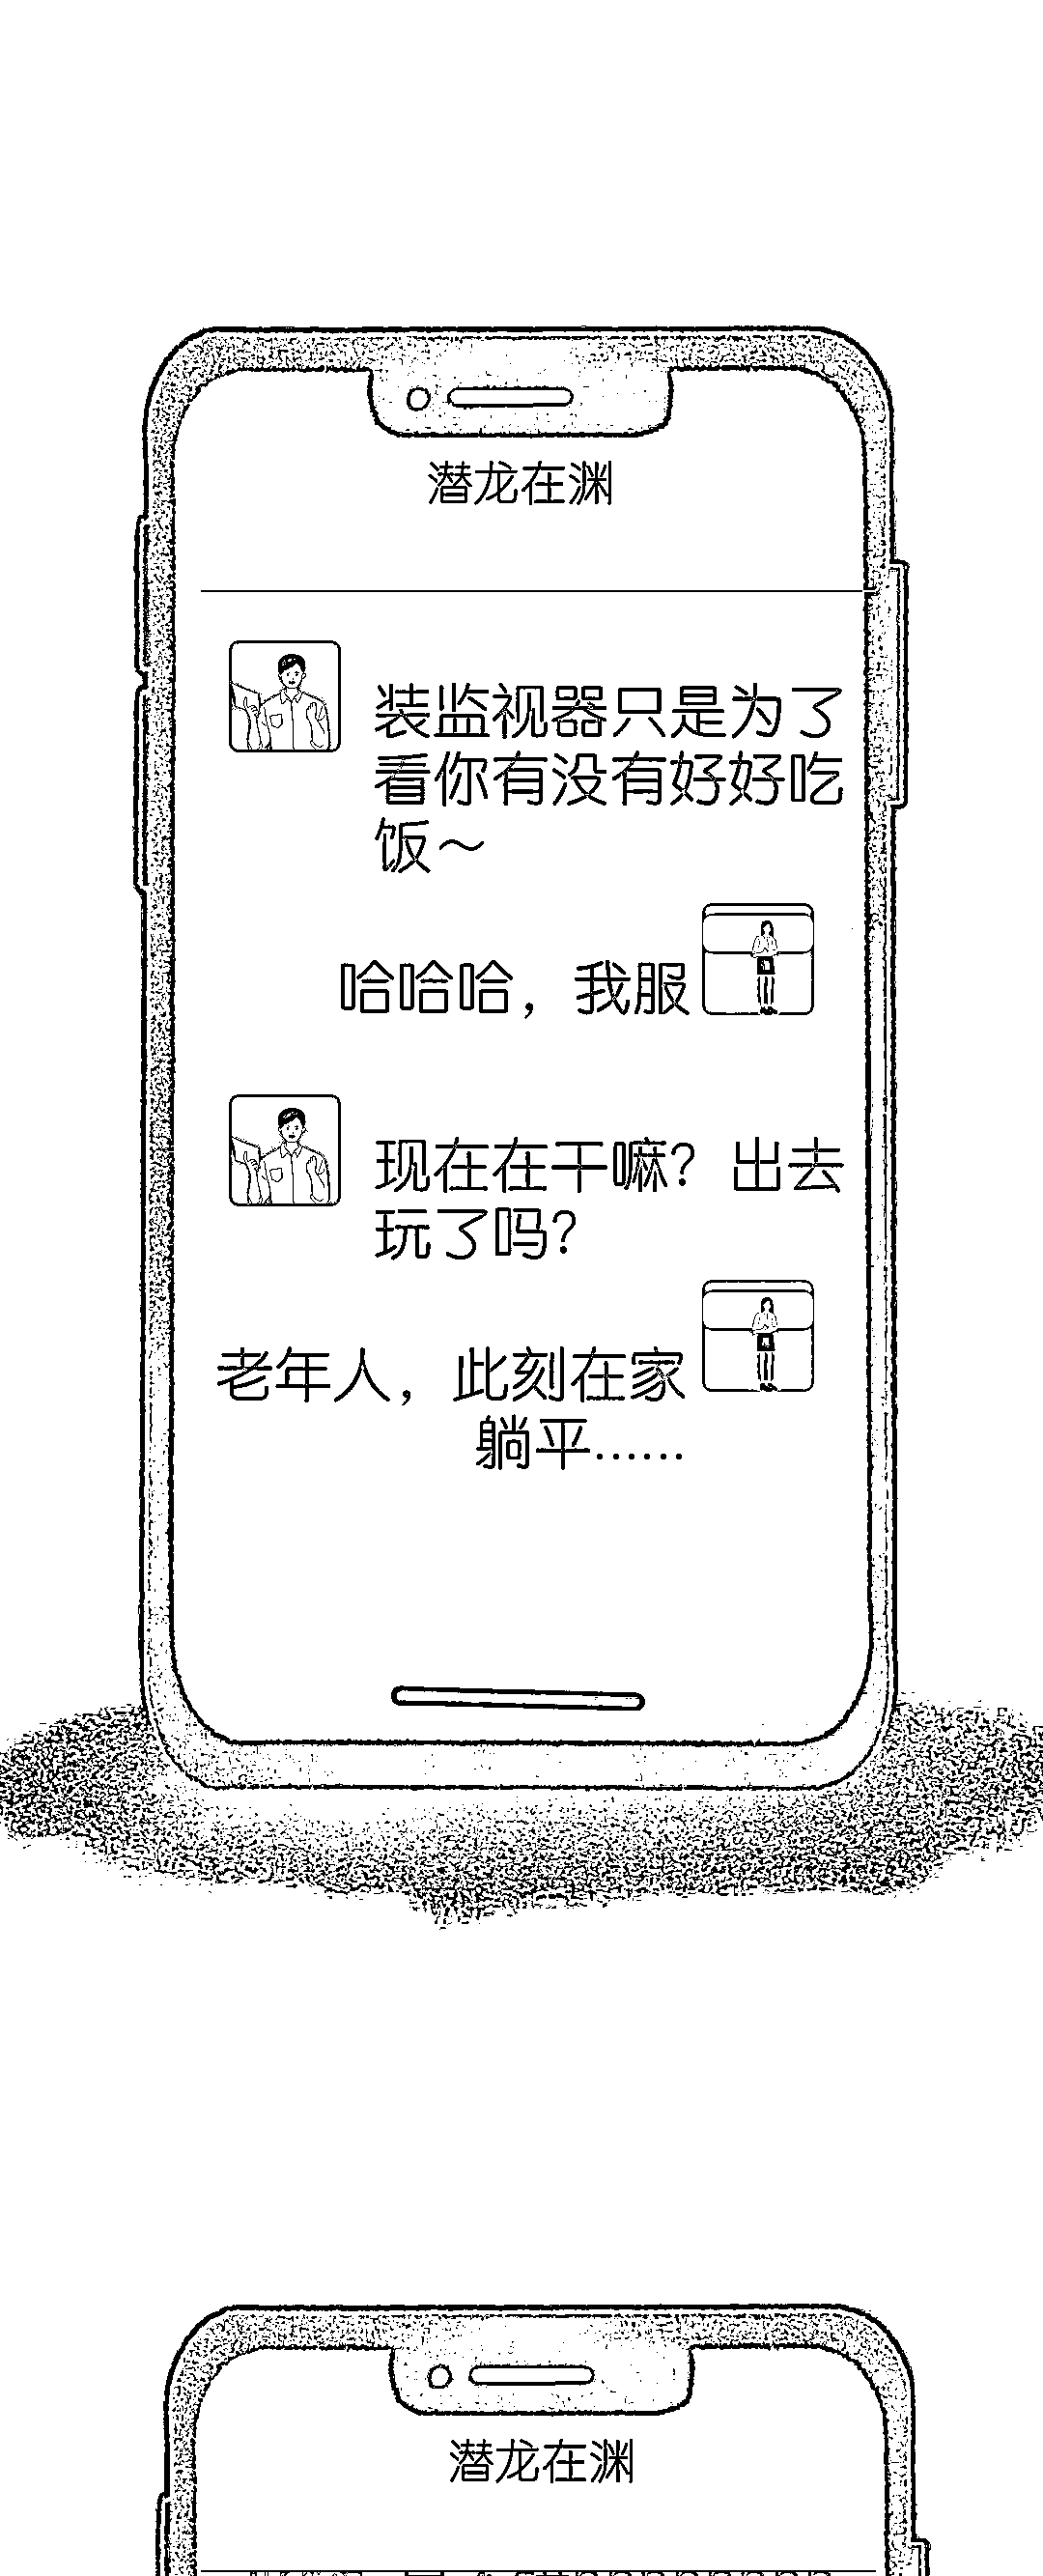 潜龙在渊
装监视器只是为了
看你有没有好好吃
饭～
哈哈哈，我服
现在在干嘛？出去
玩了吗？
老年人，此刻在家
躺平……
潜龙在渊